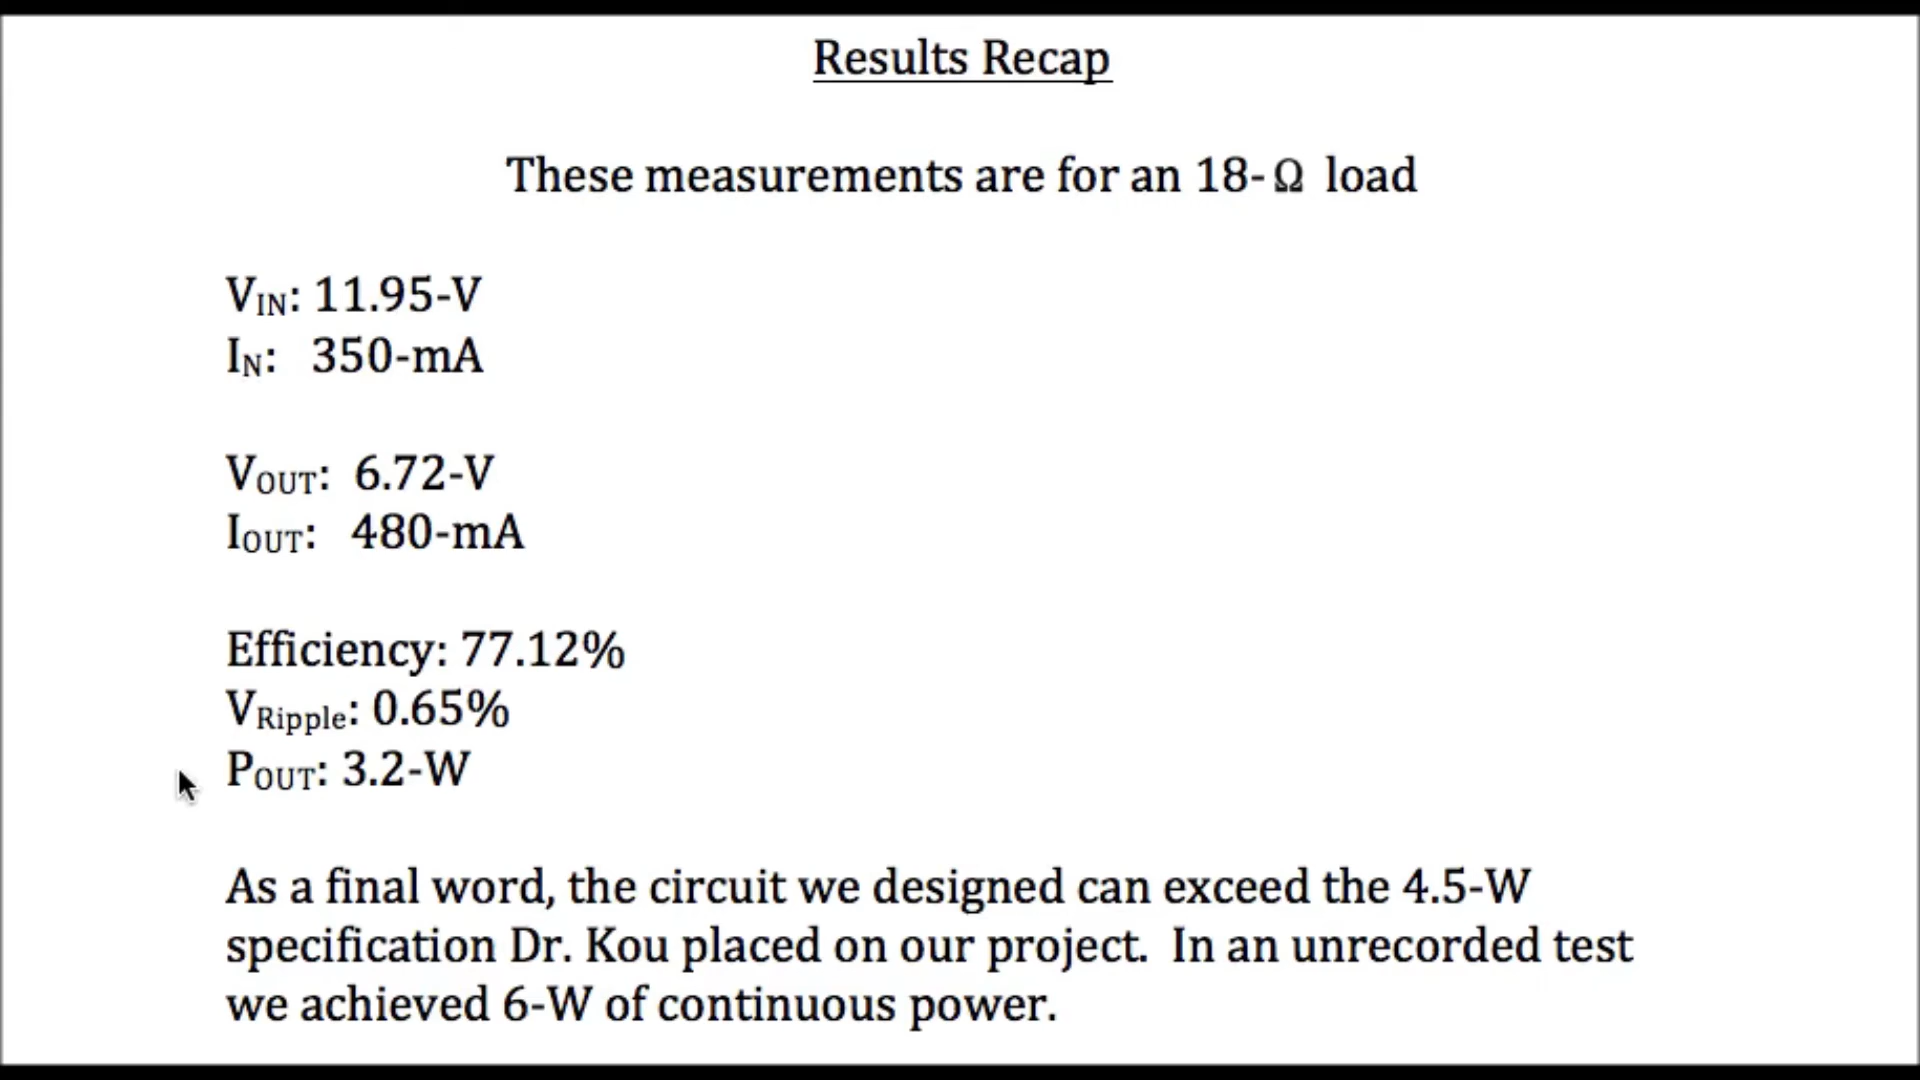 Results Recap
These measurements are for an 18-Ω load
VIN: 11.95-V
IN: 350-mA
VOUT: 6.72-V
IOUT: 480-mA
Efficiency: 77.12%
VRipple: 0.65%
POUT: 3.2-W
As a final word, the circuit we designed can exceed the 4.5-W
specification Dr. Kou placed on our project. In an unrecorded test
we achieved 6-W of continuous power.